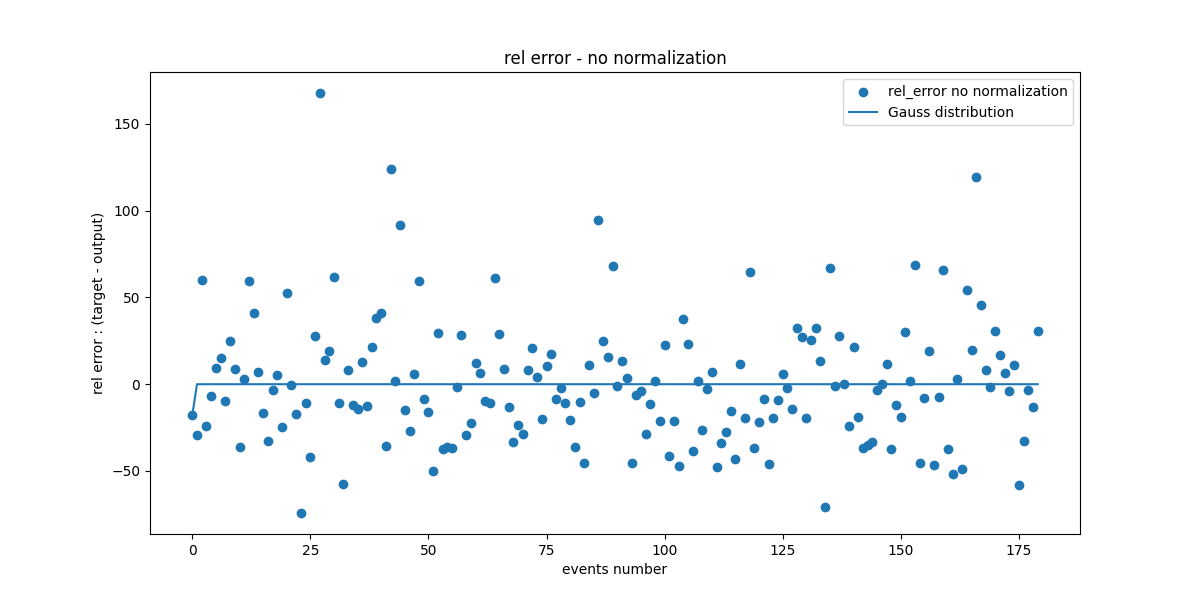 rel error - no normalization
rel_error no normalization
Gauss distribution
150
100
50
0
−50
rel error : (target - output)
0 25 50 75 100 125 150 175
events number